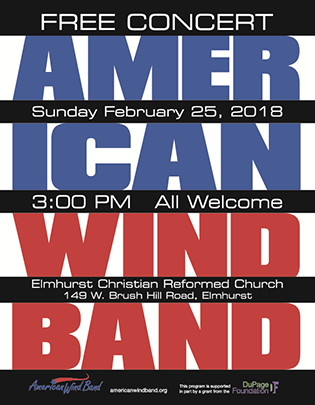 FREE CONCERT
AMER
Sunday February 25, 2018
ICAN
3:00 PM All Welcome
WIND
Elmhurst Christian Reformed Church
149 W. Brush Hill Road, Elmhurst
BAND
American Wind Band
americanwindband.org
This program is supported
in part by a grant from the
DuPage
Foundation